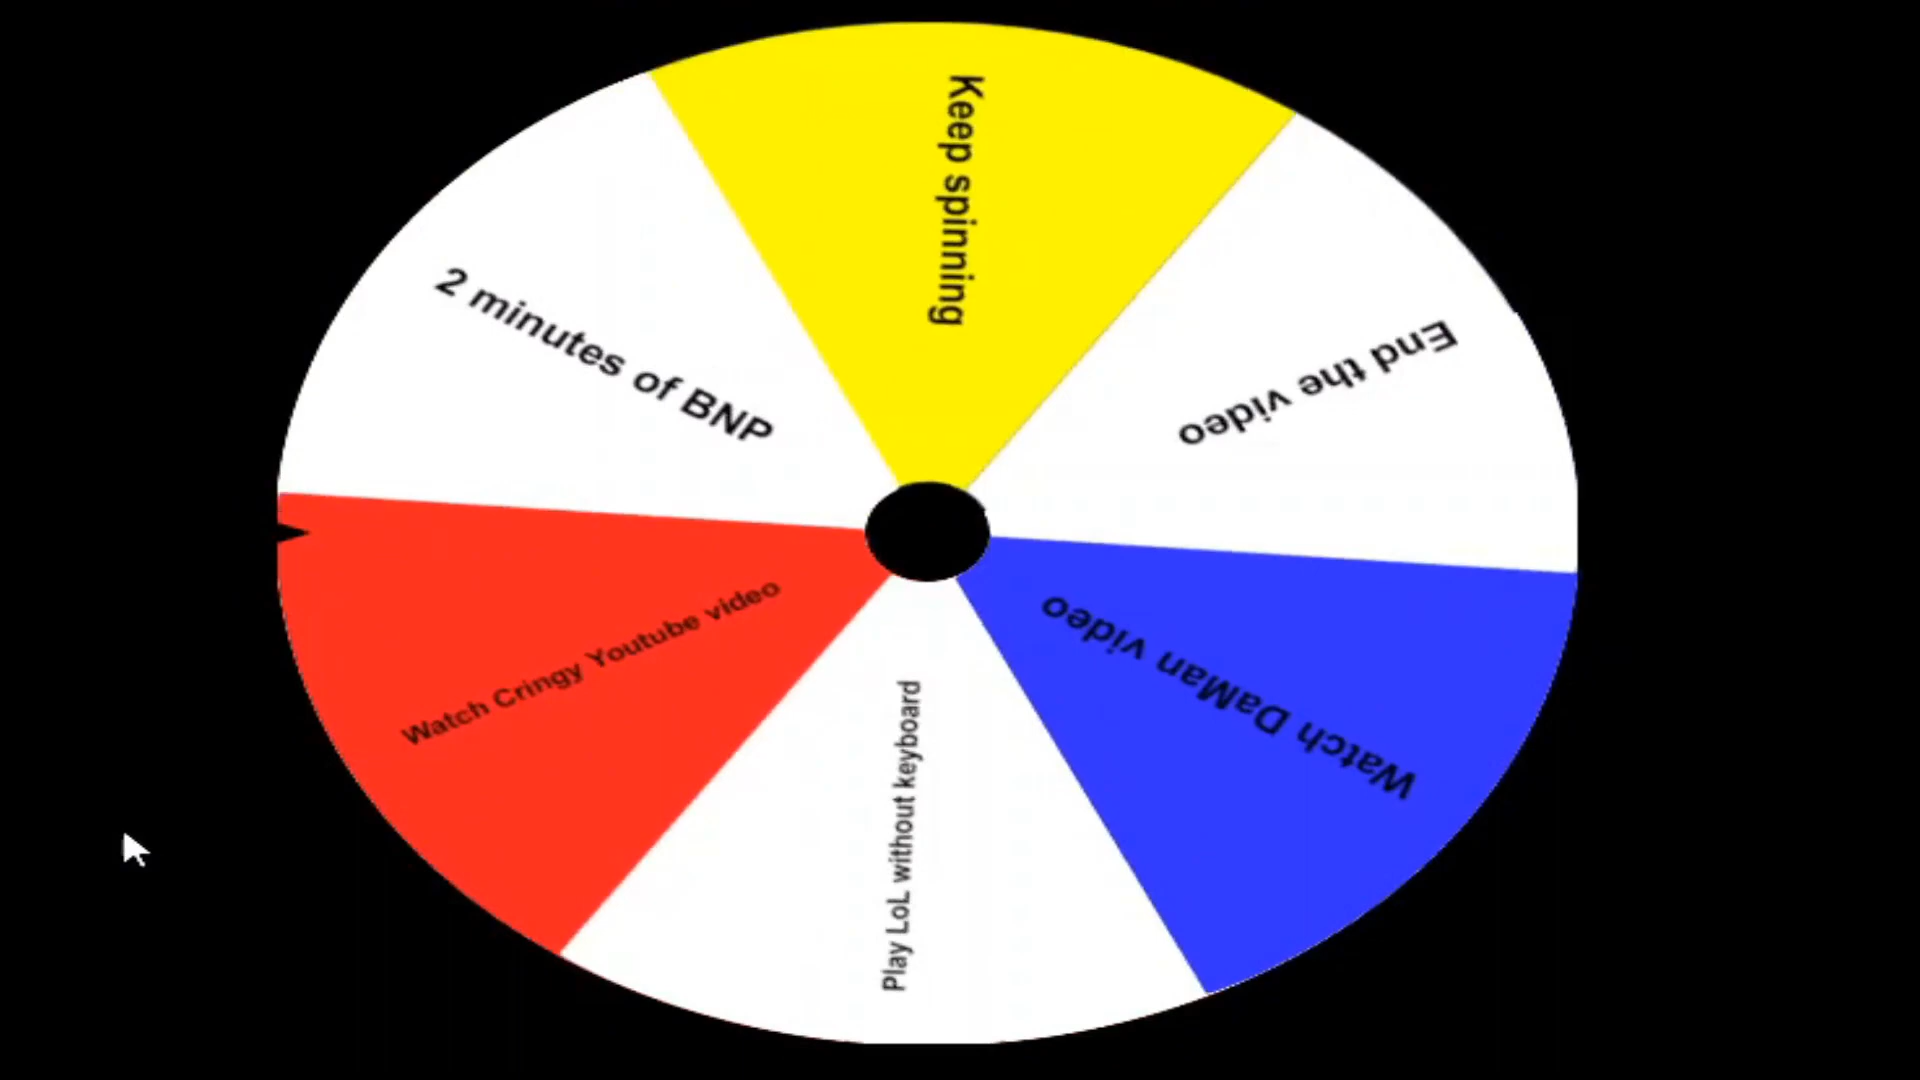 Keep spinning
2 minutes of BNP
End the video
Watch Cringy Youtube video
Watch DaMan video
Play LoL without keyboard